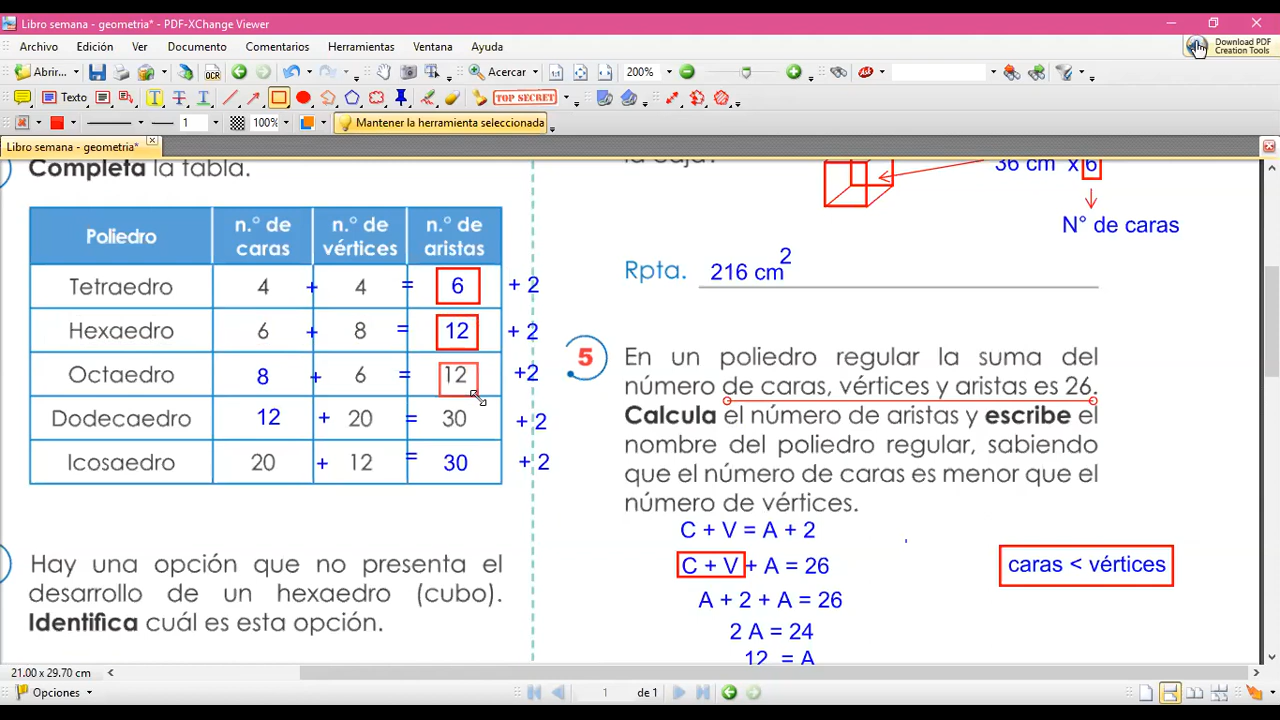 Libro semana - geometria* - PDF-XChange Viewer
Archivo Edición Ver Documento Comentarios Herramientas Ventana Ayuda
Download PDF
Creation Tools
Abrir... OCR Acercar 200%
Texto TOP SECRET
1 100% Mantener la herramienta seleccionada
Libro semana - geometria*
Completa la tabla.
Poliedro n.° de caras n.° de vértices n.° de aristas
Tetraedro 4 + 4 = 6 + 2
Hexaedro 6 + 8 = 12 + 2
Octaedro 8 + 6 = 12 +2
Dodecaedro 12 + 20 = 30 + 2
Icosaedro 20 + 12 = 30 + 2
Hay una opción que no presenta el
desarrollo de un hexaedro (cubo).
Identifica cuál es esta opción.
la caja?
36 cm x 6
N° de caras
Rpta. 216 cm2
5 En un poliedro regular la suma del
número de caras, vértices y aristas es 26.
Calcula el número de aristas y escribe el
nombre del poliedro regular, sabiendo
que el número de caras es menor que el
número de vértices.
C + V = A + 2
C + V + A = 26
caras < vértices
A + 2 + A = 26
2 A = 24
12 = A
21.00 x 29.70 cm
Opciones 1 de 1